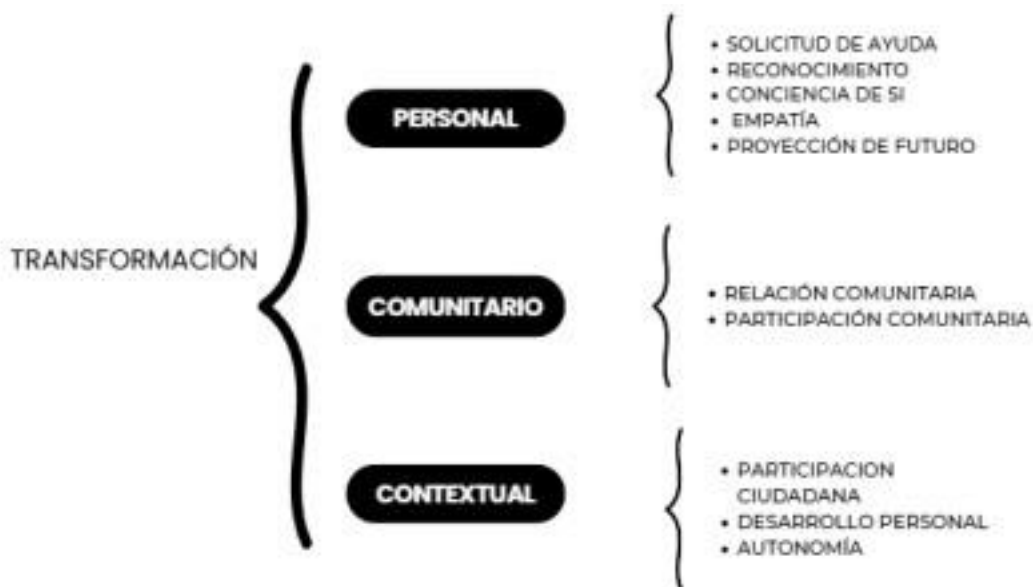 TRANSFORMACIÓN
PERSONAL
• SOLICITUD DE AYUDA
• RECONOCIMIENTO
• CONCIENCIA DE SI
• EMPATÍA
• PROYECCIÓN DE FUTURO
COMUNITARIO
• RELACIÓN COMUNITARIA
• PARTICIPACIÓN COMUNITARIA
CONTEXTUAL
• PARTICIPACION
CIUDADANA
• DESARROLLO PERSONAL
• AUTONOMÍA